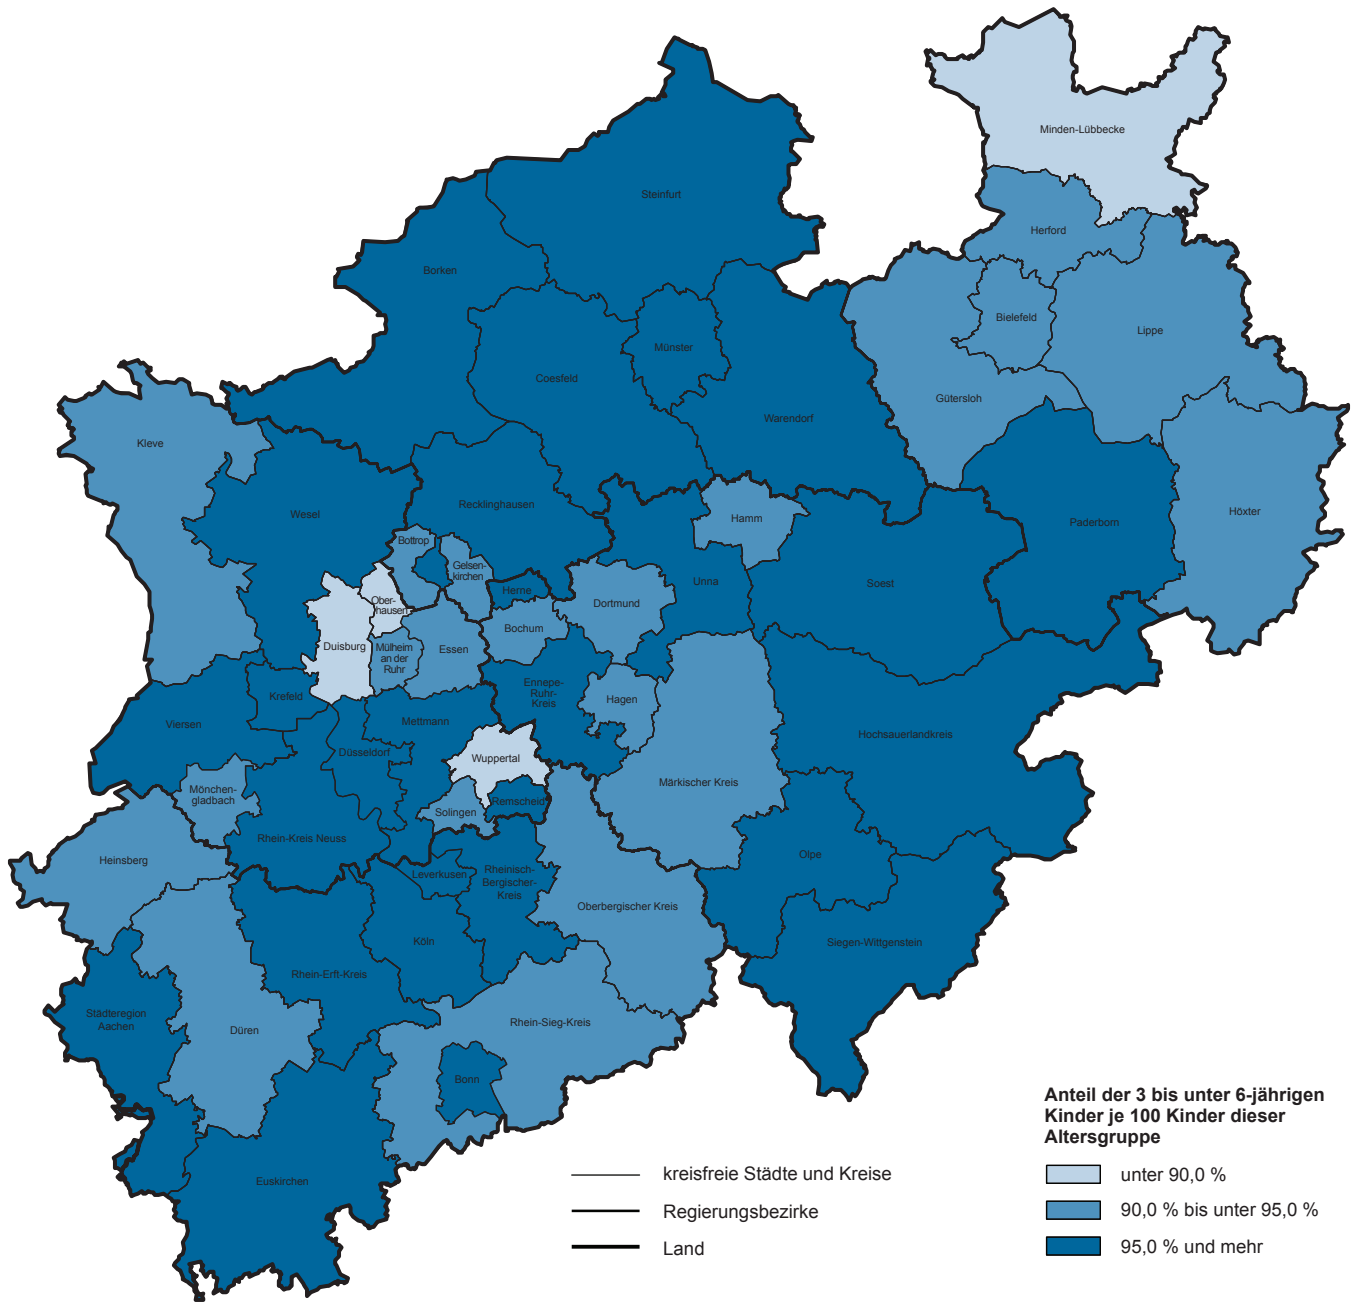 Minden-Lübbecke
Steinfurt
Herford
Borken
Bielefeld
Lippe
Münster
Coesfeld
Gütersloh
Warendorf
Kleve
Recklinghausen
Wesel
Hamm
Höxter
Paderborn
Bottrop
Gelsen-
kirchen
Unna
Soest
Herne
Ober-
hausen
Dortmund
Bochum
Duisburg
Mülheim
an der
Ruhr
Essen
Ennepe-
Ruhr-
Kreis
Krefeld
Hagen
Viersen
Mettmann
Hochsauerlandkreis
Düsseldorf
Wuppertal
Märkischer Kreis
Mönchen-
gladbach
Remscheid
Solingen
Rhein-Kreis Neuss
Heinsberg
Olpe
Leverkusen
Rheinisch-
Bergischer-
Kreis
Oberbergischer Kreis
Köln
Siegen-Wittgenstein
Rhein-Erft-Kreis
Städteregion
Aachen
Düren
Rhein-Sieg-Kreis
Bonn
Euskirchen
kreisfreie Städte und Kreise
Regierungsbezirke
Land
Anteil der 3 bis unter 6-jährigen
Kinder je 100 Kinder dieser
Altersgruppe
unter 90,0 %
90,0 % bis unter 95,0 %
95,0 % und mehr